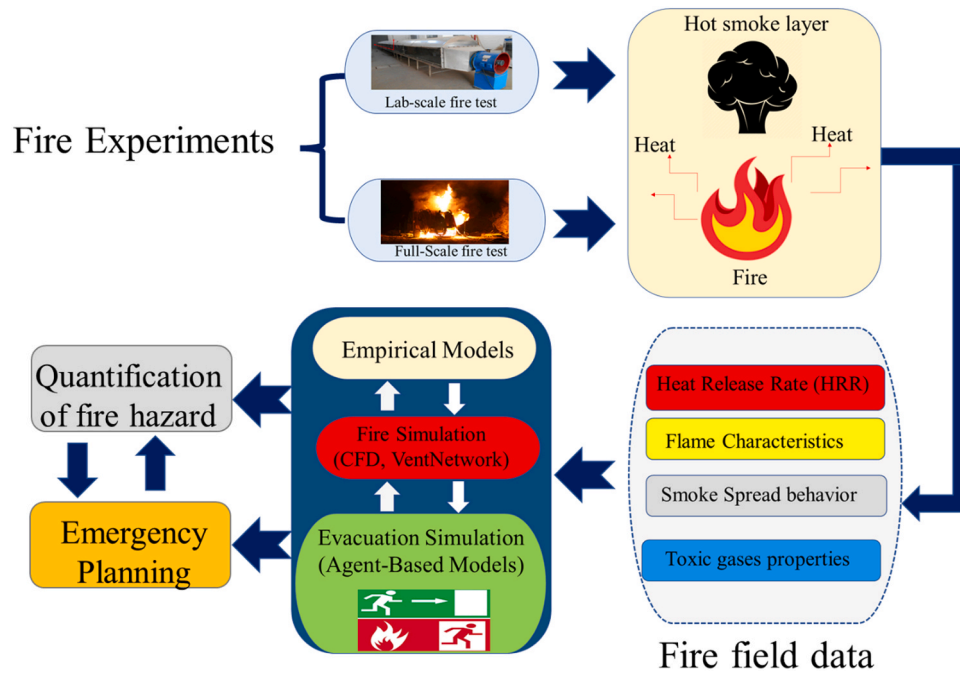 Hot smoke layer
Lab-scale fire test
Fire Experiments
Heat
Heat
Full-Scale fire test
Fire
Empirical Models
Quantification
of fire hazard
Fire Simulation
(CFD, VentNetwork)
Emergency
Planning
Evacuation Simulation
(Agent-Based Models)
Heat Release Rate (HRR)
Flame Characteristics
Smoke Spread behavior
Toxic gases properties
Fire field data